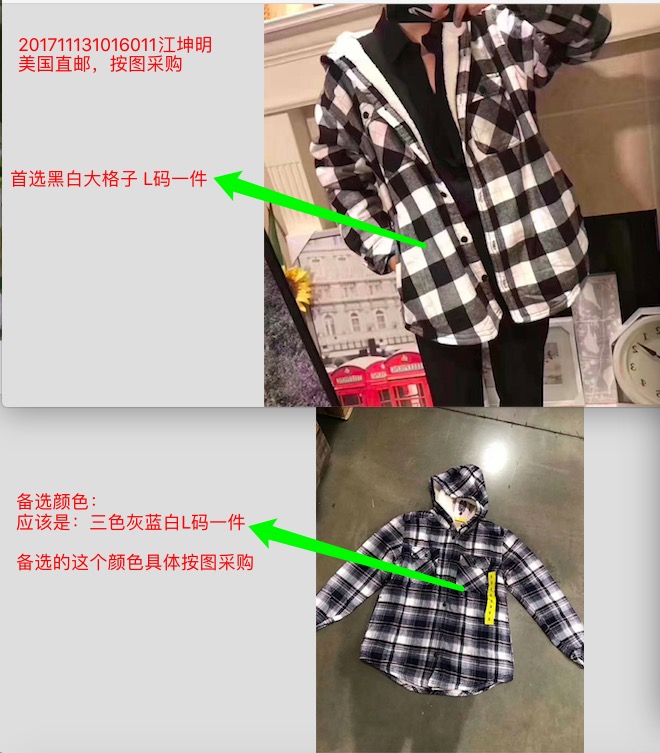 201711131016011江坤明
美国直邮，按图采购
首选黑白大格子 L码一件
备选颜色：
应该是：三色灰蓝白L码一件
备选的这个颜色具体按图采购